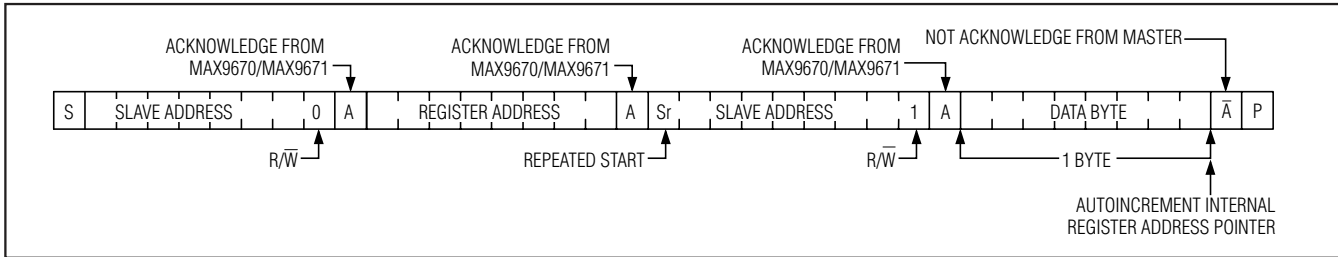 ACKNOWLEDGE FROM
MAX9670/MAX9671
ACKNOWLEDGE FROM
MAX9670/MAX9671
ACKNOWLEDGE FROM
MAX9670/MAX9671
NOT ACKNOWLEDGE FROM MASTER
S SLAVE ADDRESS 0 A REGISTER ADDRESS A Sr SLAVE ADDRESS 1 A DATA BYTE A̅ P
R/W̅ REPEATED START R/W̅ 1 BYTE
AUTOINCREMENT INTERNAL
REGISTER ADDRESS POINTER